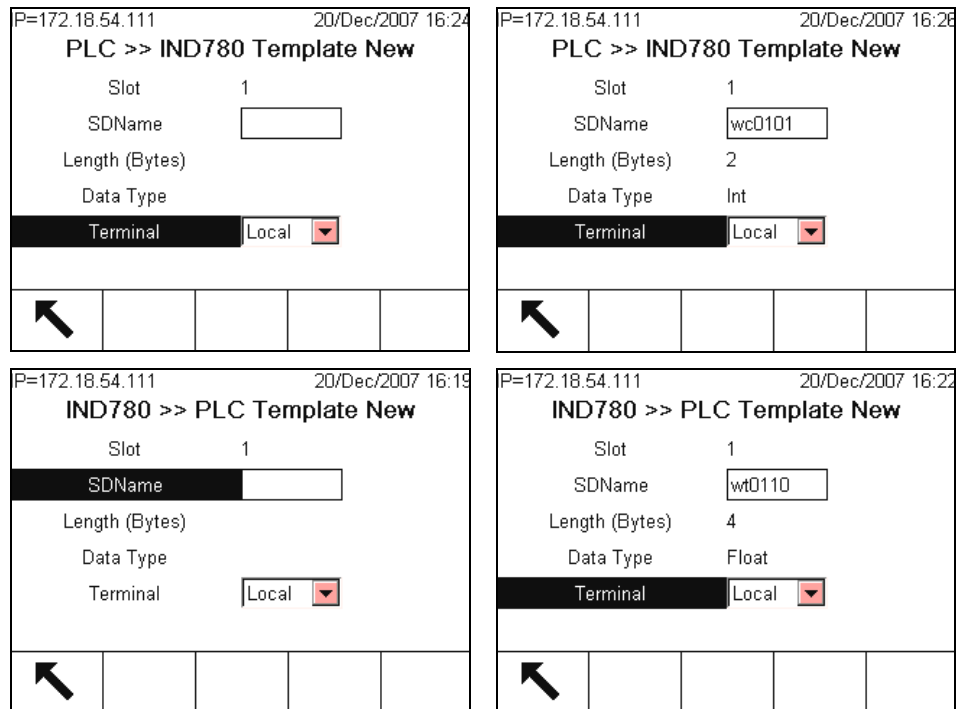 IP=172.18.54.111 20/Dec/2007 16:24
PLC >> IND780 Template New
Slot 1
SDName
Length (Bytes)
Data Type
Terminal Local
IP=172.18.54.111 20/Dec/2007 16:26
PLC >> IND780 Template New
Slot 1
SDName wc0101
Length (Bytes) 2
Data Type Int
Terminal Local
IP=172.18.54.111 20/Dec/2007 16:19
IND780 >> PLC Template New
Slot 1
SDName
Length (Bytes)
Data Type
Terminal Local
IP=172.18.54.111 20/Dec/2007 16:22
IND780 >> PLC Template New
Slot 1
SDName wt0110
Length (Bytes) 4
Data Type Float
Terminal Local